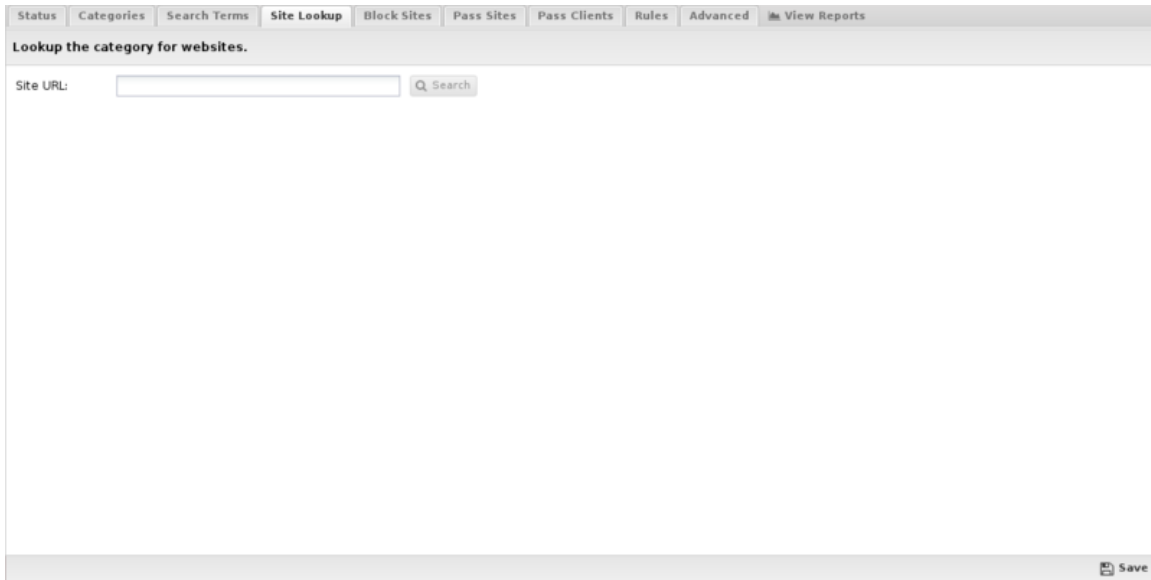 Status Categories Search Terms Site Lookup Block Sites Pass Sites Pass Clients Rules Advanced View Reports
Lookup the category for websites.
Site URL: Search
Save